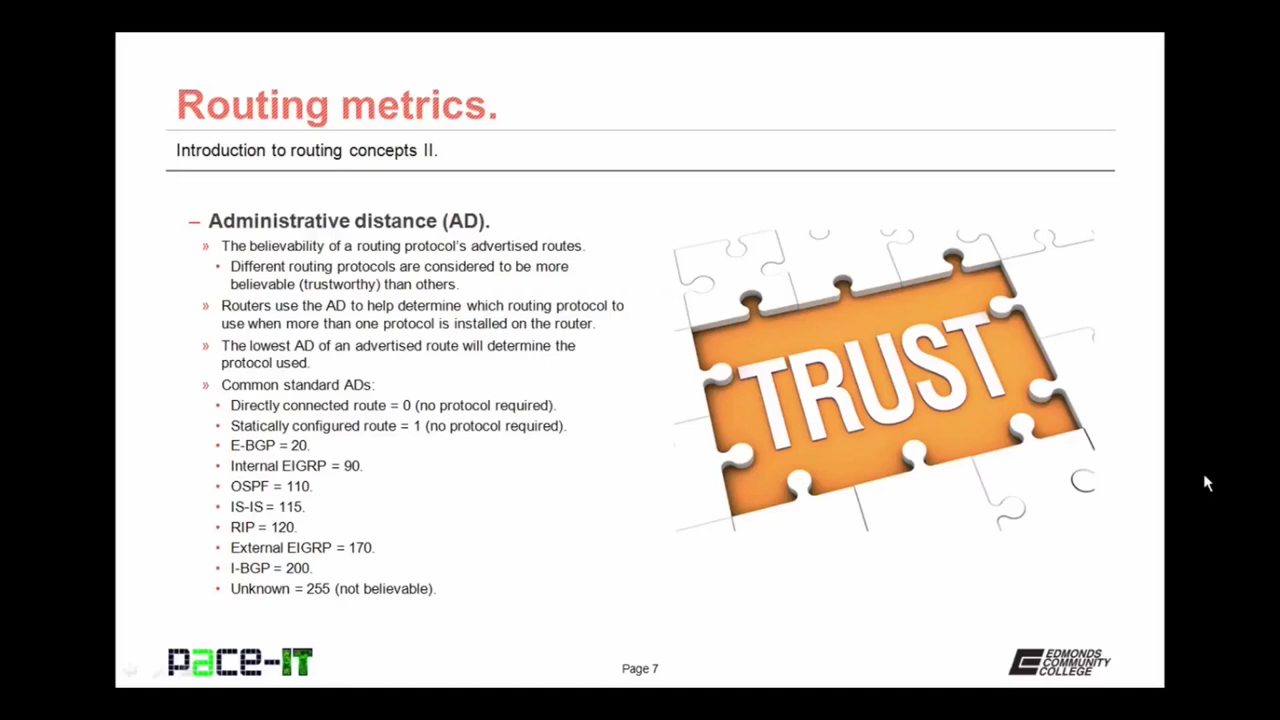 Routing metrics.
Introduction to routing concepts II.
– Administrative distance (AD).
» The believability of a routing protocol's advertised routes.
• Different routing protocols are considered to be more
believable (trustworthy) than others.
» Routers use the AD to help determine which routing protocol to
use when more than one protocol is installed on the router.
» The lowest AD of an advertised route will determine the
protocol used.
» Common standard ADs:
• Directly connected route = 0 (no protocol required).
• Statically configured route = 1 (no protocol required).
• E-BGP = 20.
• Internal EIGRP = 90.
• OSPF = 110.
• IS-IS = 115.
• RIP = 120.
• External EIGRP = 170.
• I-BGP = 200.
• Unknown = 255 (not believable).
TRUST
pace-IT
Page 7
EDMONDS
COMMUNITY
COLLEGE